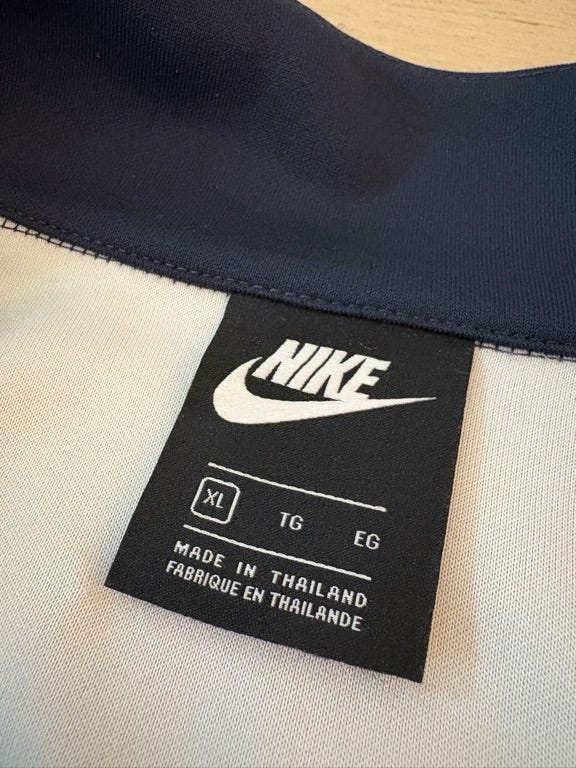 NIKE
XL TG EG
MADE IN THAILAND
FABRIQUE EN THAILANDE